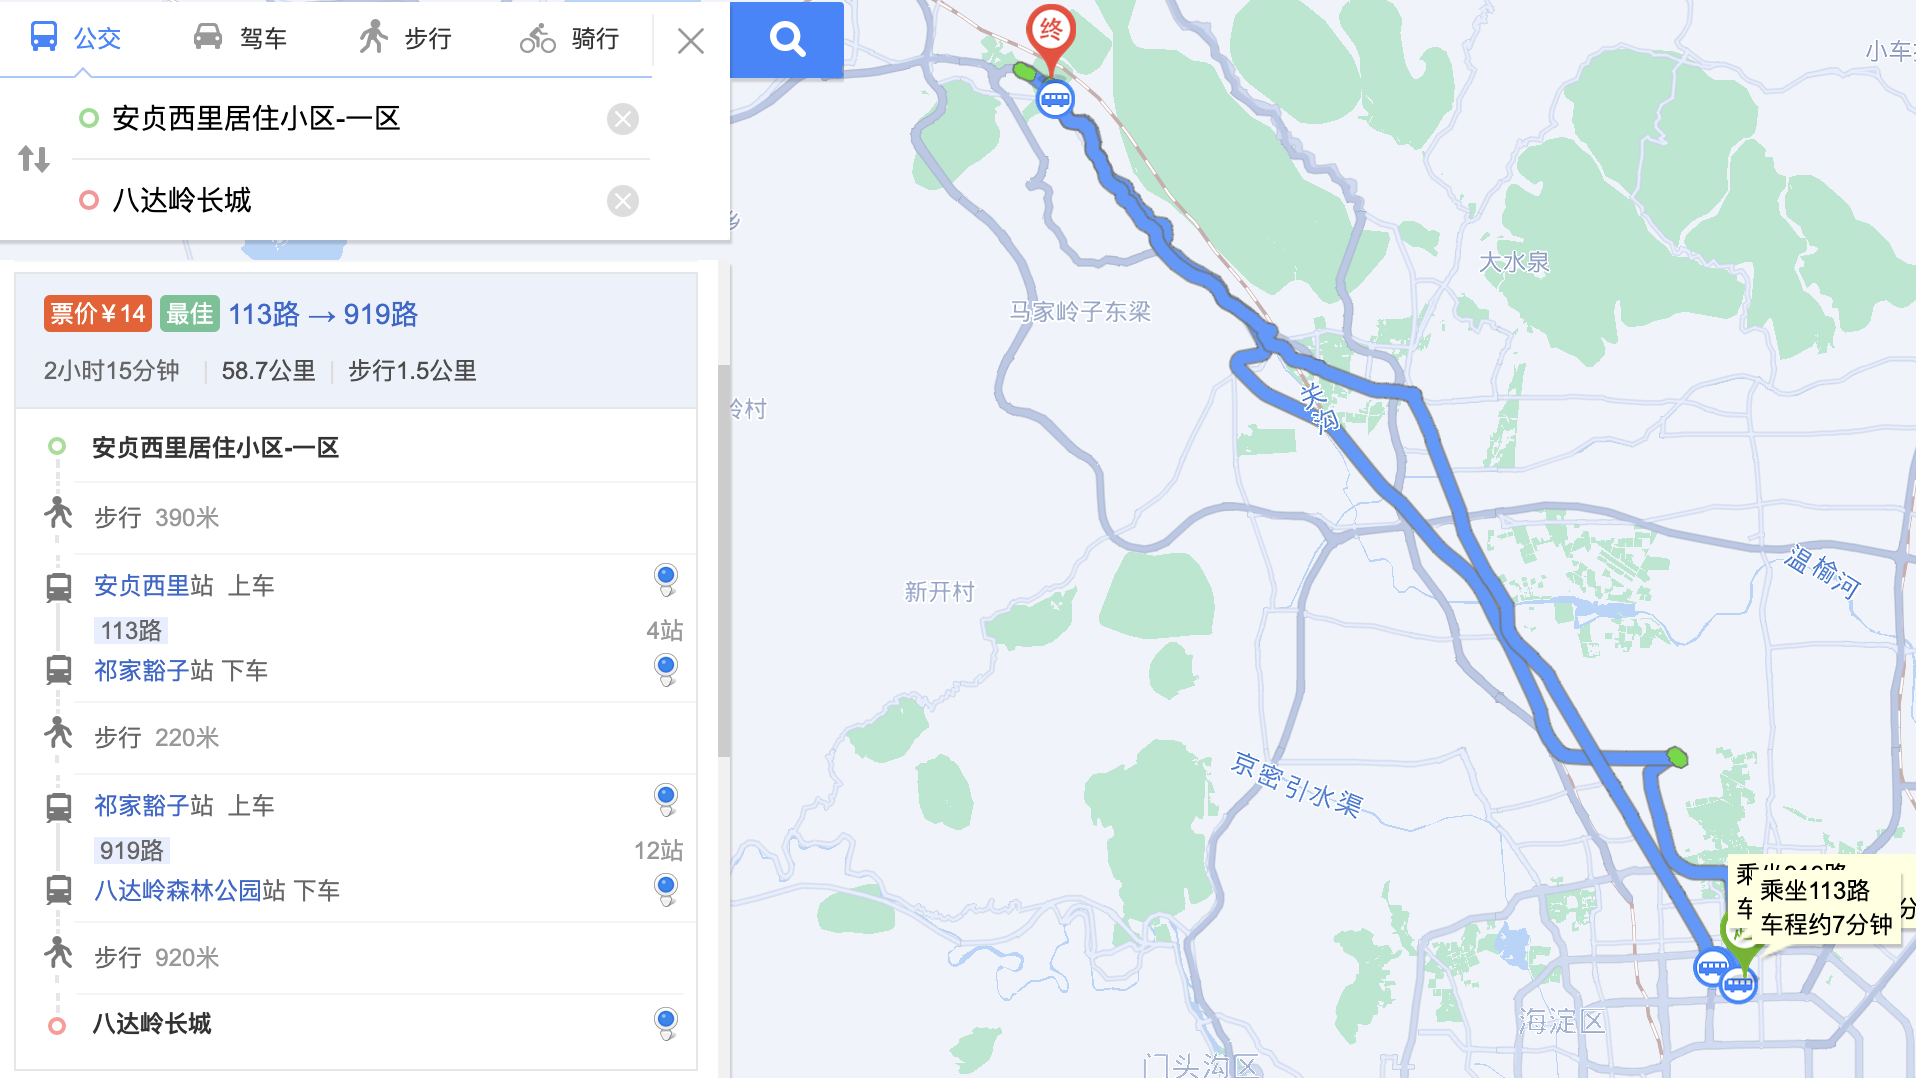 公交
驾车
步行
骑行
安贞西里居住小区-一区
八达岭长城
票价¥14 最佳 113路 → 919路
2小时15分钟 | 58.7公里 | 步行1.5公里
安贞西里居住小区-一区
步行 390米
安贞西里站 上车
113路 4站
祁家豁子站 下车
步行 220米
祁家豁子站 上车
919路 12站
八达岭森林公园站 下车
步行 920米
八达岭长城
终
大水泉
马家岭子东梁
关沟
温榆河
新开村
京密引水渠
乘坐113路
车程约7分钟
海淀区
门头沟区